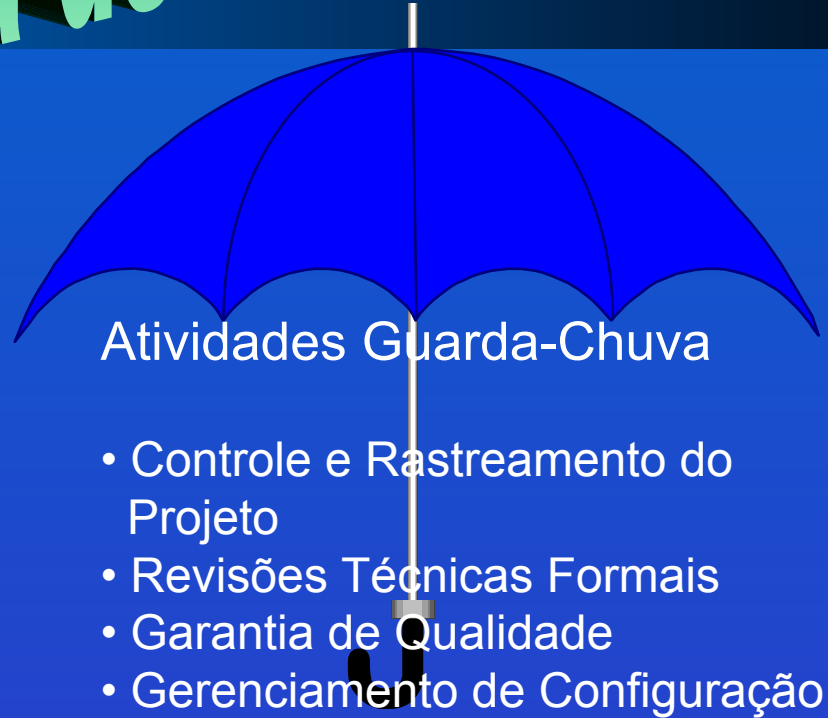 Atividades Guarda-Chuva
• Controle e Rastreamento do
Projeto
• Revisões Técnicas Formais
• Garantia de Qualidade
• Gerenciamento de Configuração